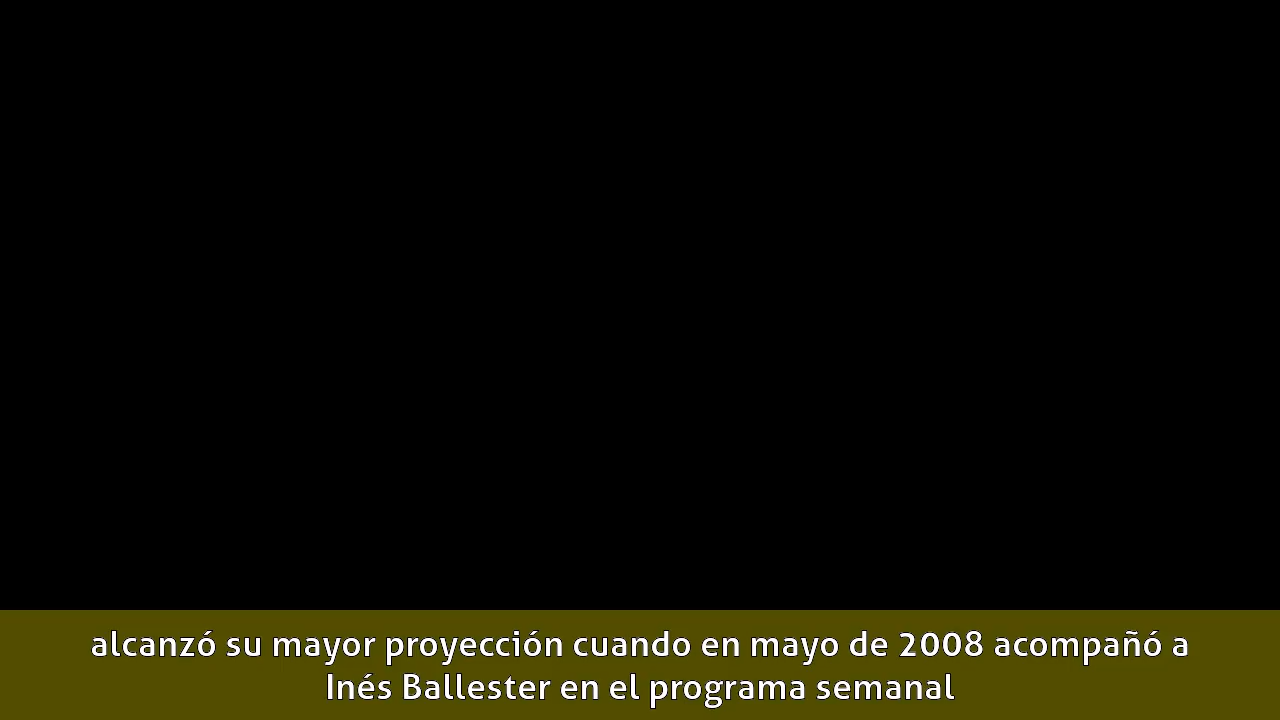 alcanzó su mayor proyección cuando en mayo de 2008 acompañó a
Inés Ballester en el programa semanal